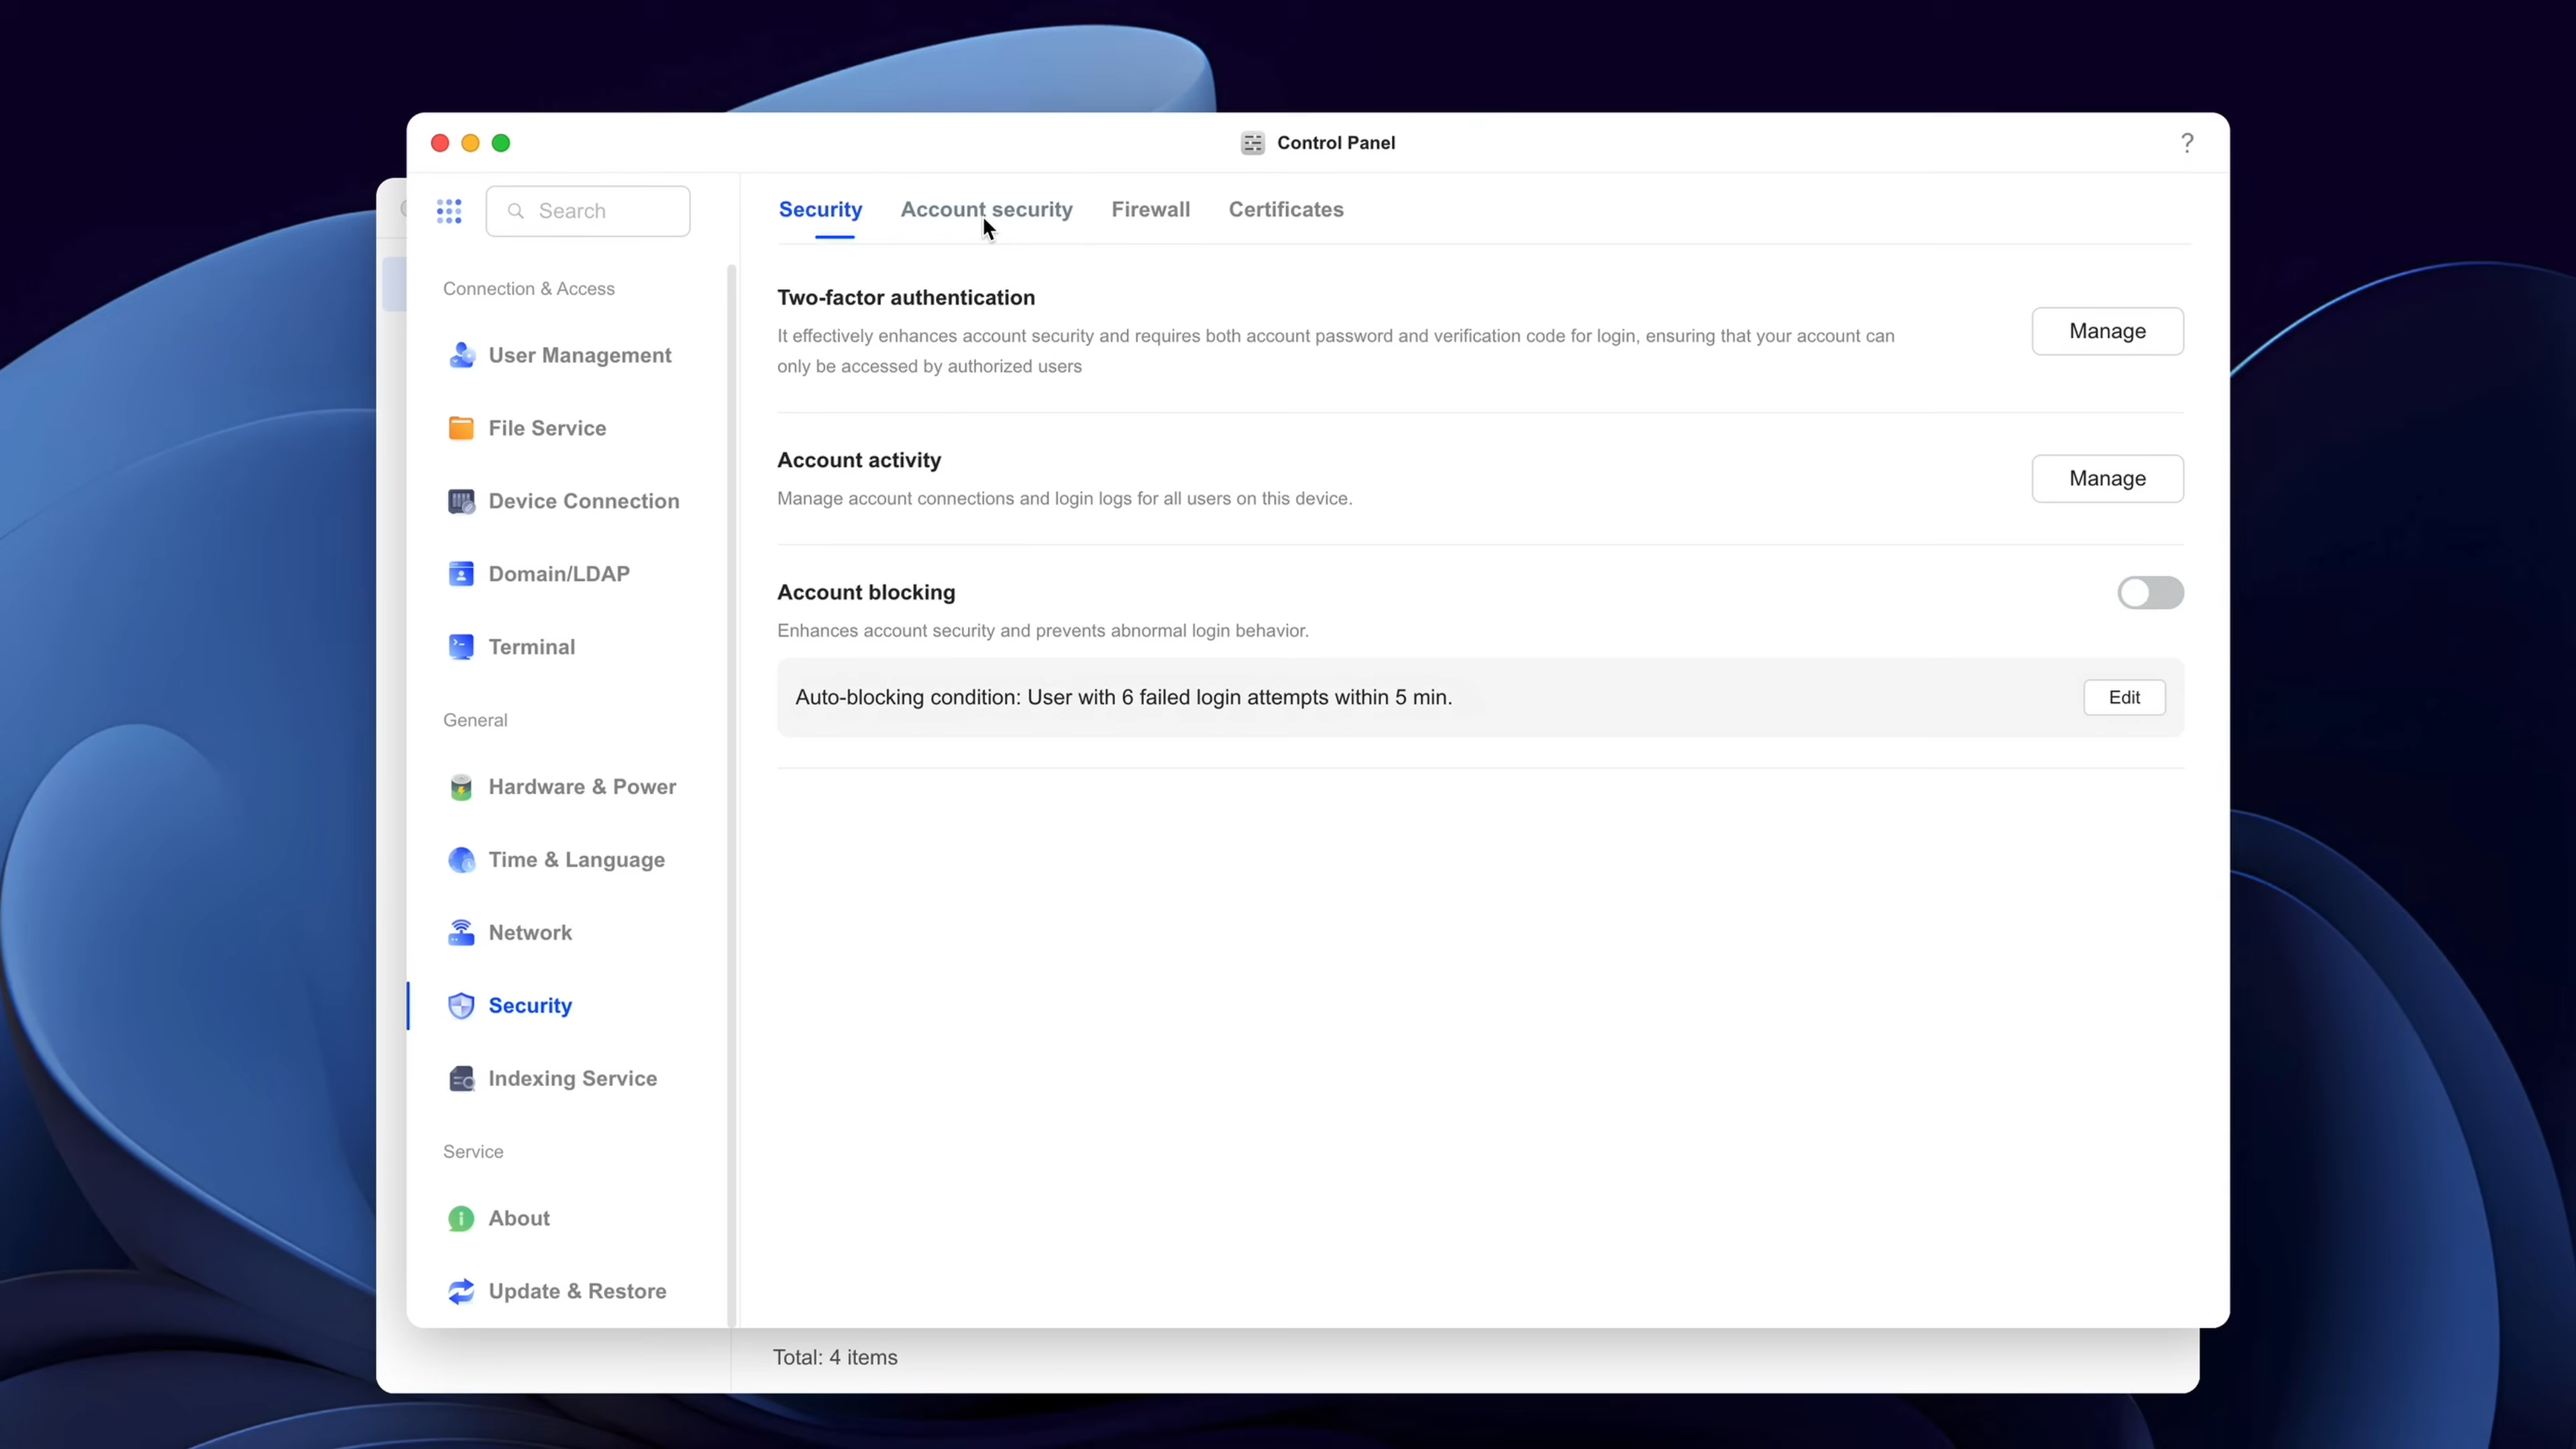 Control Panel
?
Search
Connection & Access
User Management
File Service
Device Connection
Domain/LDAP
Terminal
General
Hardware & Power
Time & Language
Network
Security
Indexing Service
Service
About
Update & Restore
Security Account security Firewall Certificates
Two-factor authentication
It effectively enhances account security and requires both account password and verification code for login, ensuring that your account can
only be accessed by authorized users
Manage
Account activity
Manage account connections and login logs for all users on this device.
Manage
Account blocking
Enhances account security and prevents abnormal login behavior.
Auto-blocking condition: User with 6 failed login attempts within 5 min.
Edit
Total: 4 items